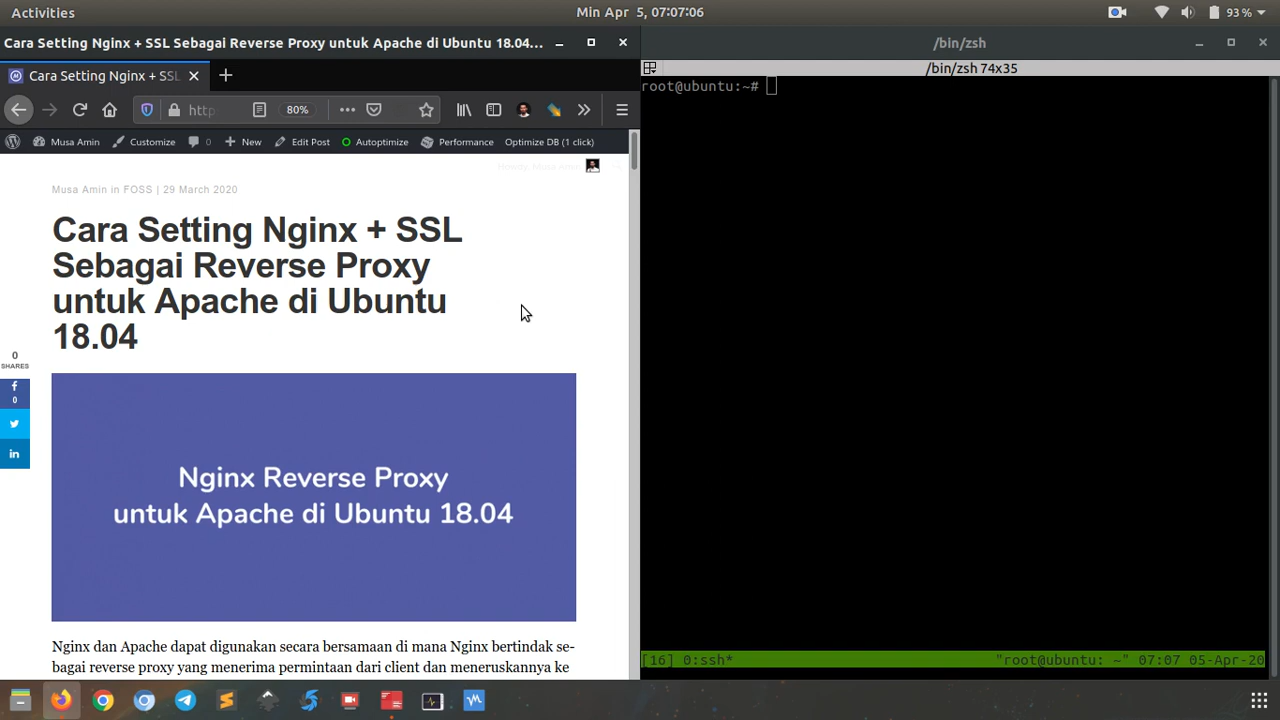 Activities
Min Apr 5, 07:07:06
93 %
Cara Setting Nginx + SSL Sebagai Reverse Proxy untuk Apache di Ubuntu 18.04...
/bin/zsh
Cara Setting Nginx + SSL
/bin/zsh 74x35
http
80%
root@ubuntu:~#
Musa Amin
Customize
0
New
Edit Post
Autoptimize
Performance
Optimize DB (1 click)
Musa Amin in FOSS | 29 March 2020
Cara Setting Nginx + SSL
Sebagai Reverse Proxy
untuk Apache di Ubuntu
18.04
0
SHARES
f
0
in
Nginx Reverse Proxy
untuk Apache di Ubuntu 18.04
Nginx dan Apache dapat digunakan secara bersamaan di mana Nginx bertindak se-
bagai reverse proxy yang menerima permintaan dari client dan meneruskannya ke
[16] 0:ssh*
"root@ubuntu: ~" 07:07 05-Apr-20